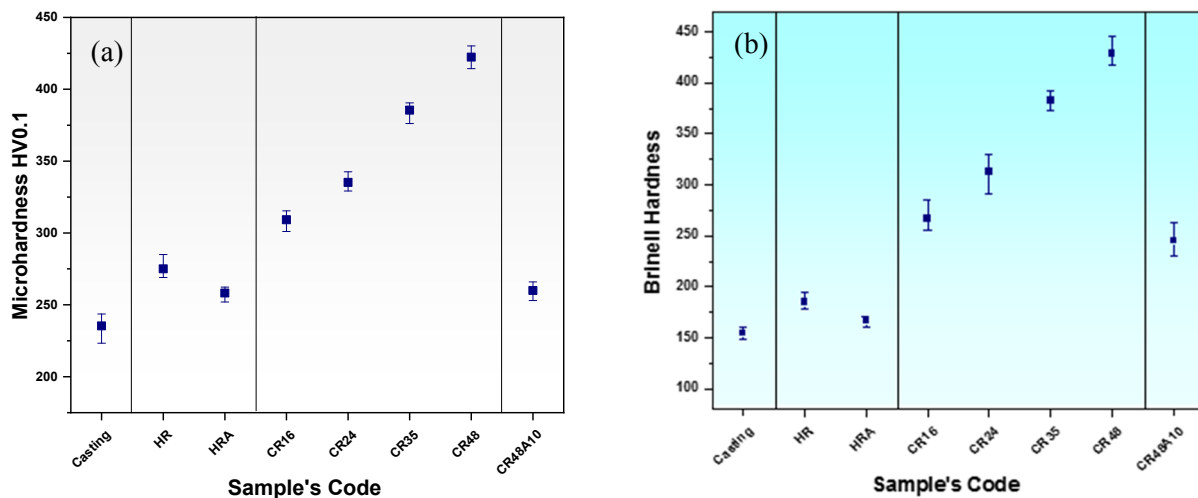 (a)
Microhardness HV0.1
450
400
350
300
250
200
Casting
HR
HRA
CR16
CR24
CR35
CR48
CR48A10
Sample's Code
(b)
Brinell Hardness
450
400
350
300
250
200
150
100
Casting
HR
HRA
CR16
CR24
CR35
CR48
CR48A10
Sample's Code